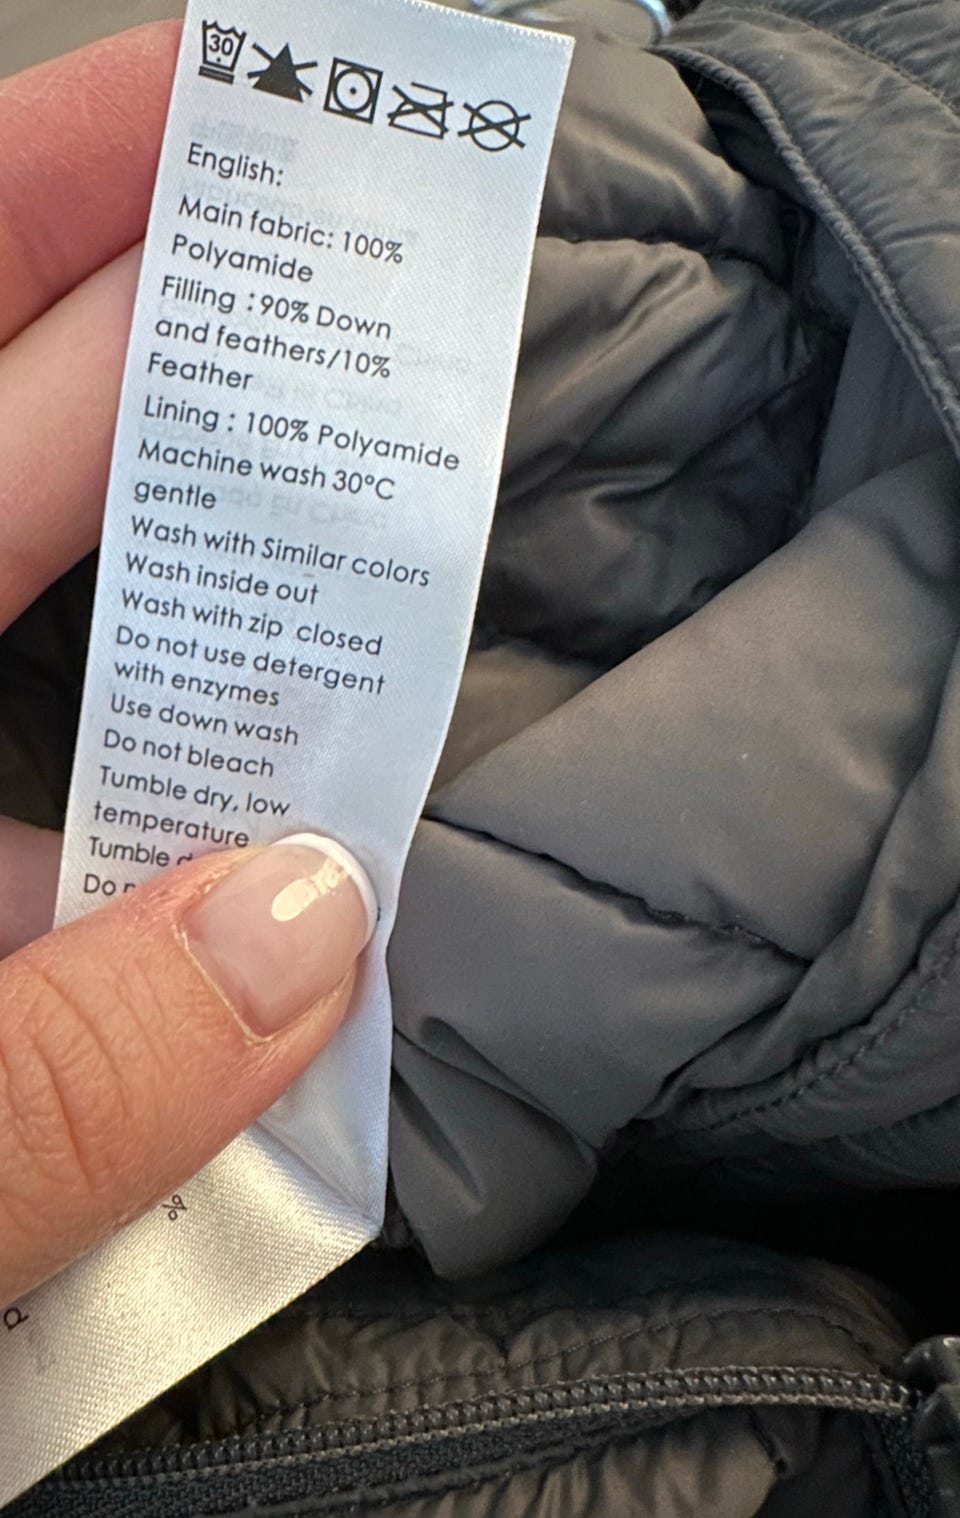 30
English:
Main fabric: 100%
Polyamide
Filling :90% Down
and feathers/10%
Feather
Lining : 100% Polyamide
Machine wash 30°C
gentle
Wash with Similar colors
Wash inside out
Wash with zip closed
Do not use detergent
with enzymes
Use down wash
Do not bleach
Tumble dry, low
temperature
Tumble
Do
%